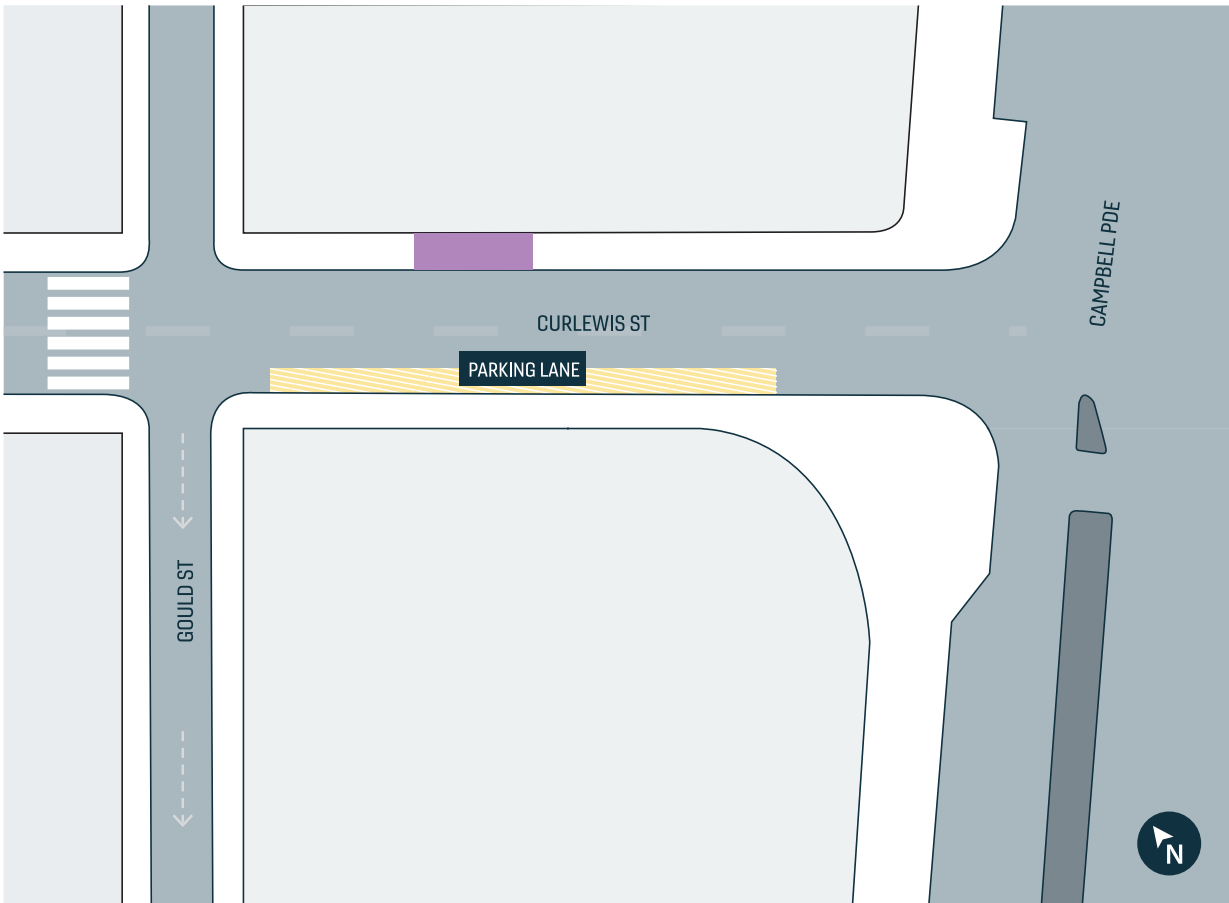 CAMPBELL PDE
CURLEWIS ST
PARKING LANE
GOULD ST
N